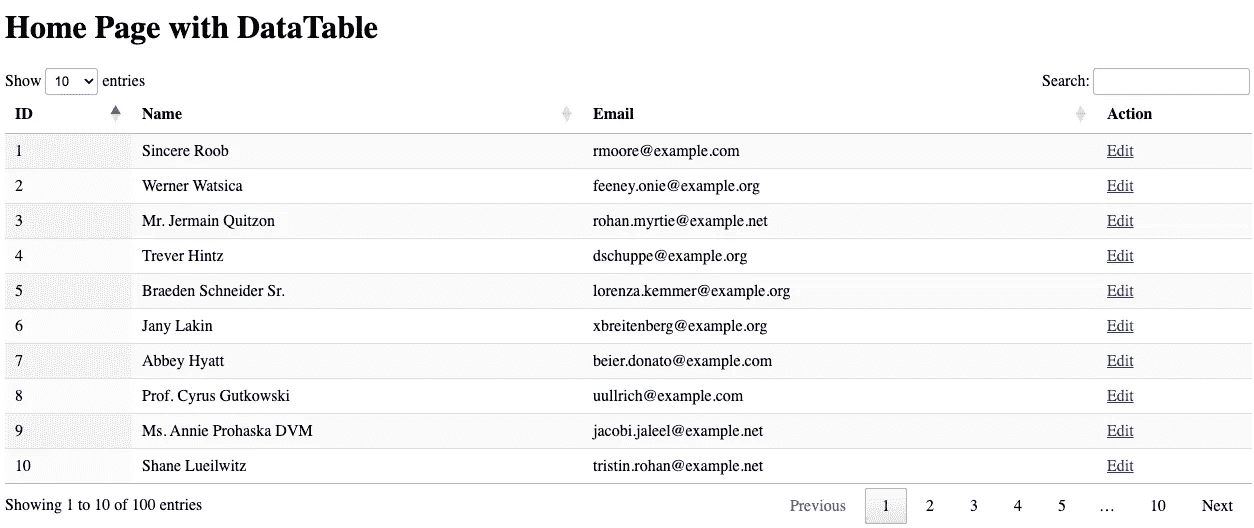 Home Page with DataTable
Show 10 entries Search:
ID Name Email Action
1 Sincere Roob rmoore@example.com Edit
2 Werner Watsica feeney.onie@example.org Edit
3 Mr. Jermain Quitzon rohan.myrtie@example.net Edit
4 Trever Hintz dschuppe@example.org Edit
5 Braeden Schneider Sr. lorenza.kemmer@example.org Edit
6 Jany Lakin xbreitenberg@example.org Edit
7 Abbey Hyatt beier.donato@example.com Edit
8 Prof. Cyrus Gutkowski uullrich@example.com Edit
9 Ms. Annie Prohaska DVM jacobi.jaleel@example.net Edit
10 Shane Lueilwitz tristin.rohan@example.net Edit
Showing 1 to 10 of 100 entries Previous 1 2 3 4 5 … 10 Next